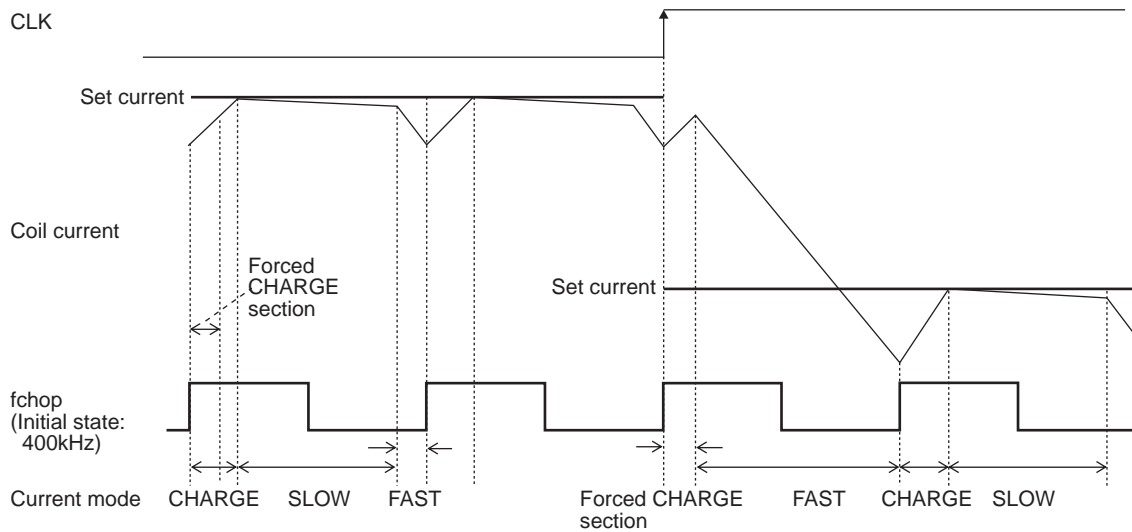 CLK
Set current
Coil current
Forced
CHARGE
section
Set current
fchop
(Initial state:
400kHz)
Current mode CHARGE SLOW FAST Forced CHARGE FAST CHARGE SLOW
section